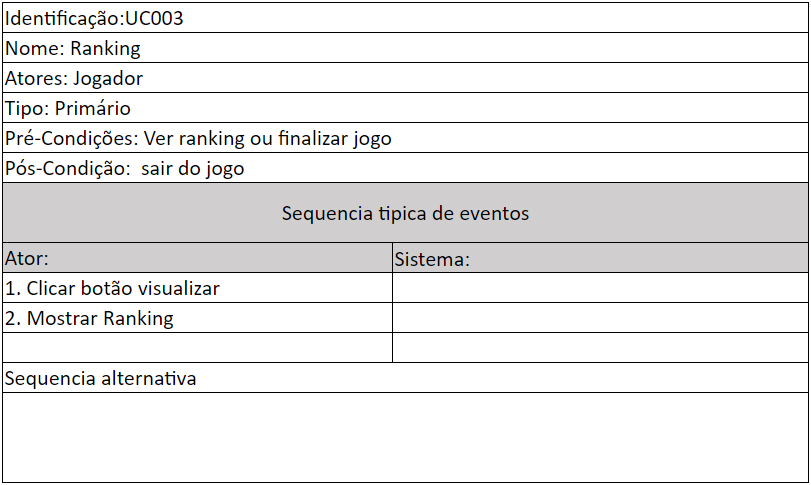 Identificação:UC003
Nome: Ranking
Atores: Jogador
Tipo: Primário
Pré-Condições: Ver ranking ou finalizar jogo
Pós-Condição:  sair do jogo
Sequencia tipica de eventos
Ator:
Sistema:
1. Clicar botão visualizar
2. Mostrar Ranking
Sequencia alternativa